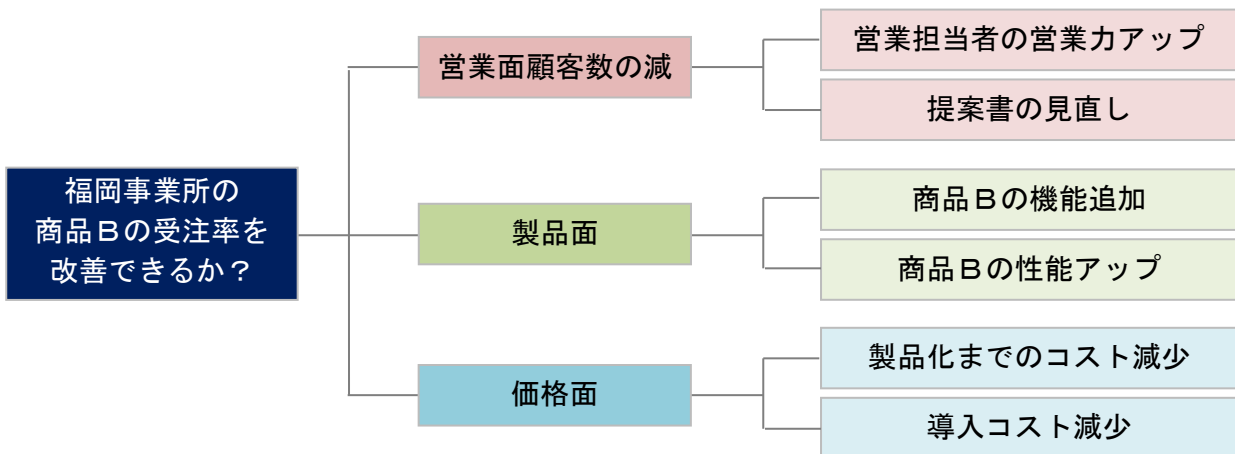 福岡事業所の
商品Ｂの受注率を
改善できるか？
営業面顧客数の減
営業担当者の営業力アップ
提案書の見直し
製品面
商品Ｂの機能追加
商品Ｂの性能アップ
価格面
製品化までのコスト減少
導入コスト減少